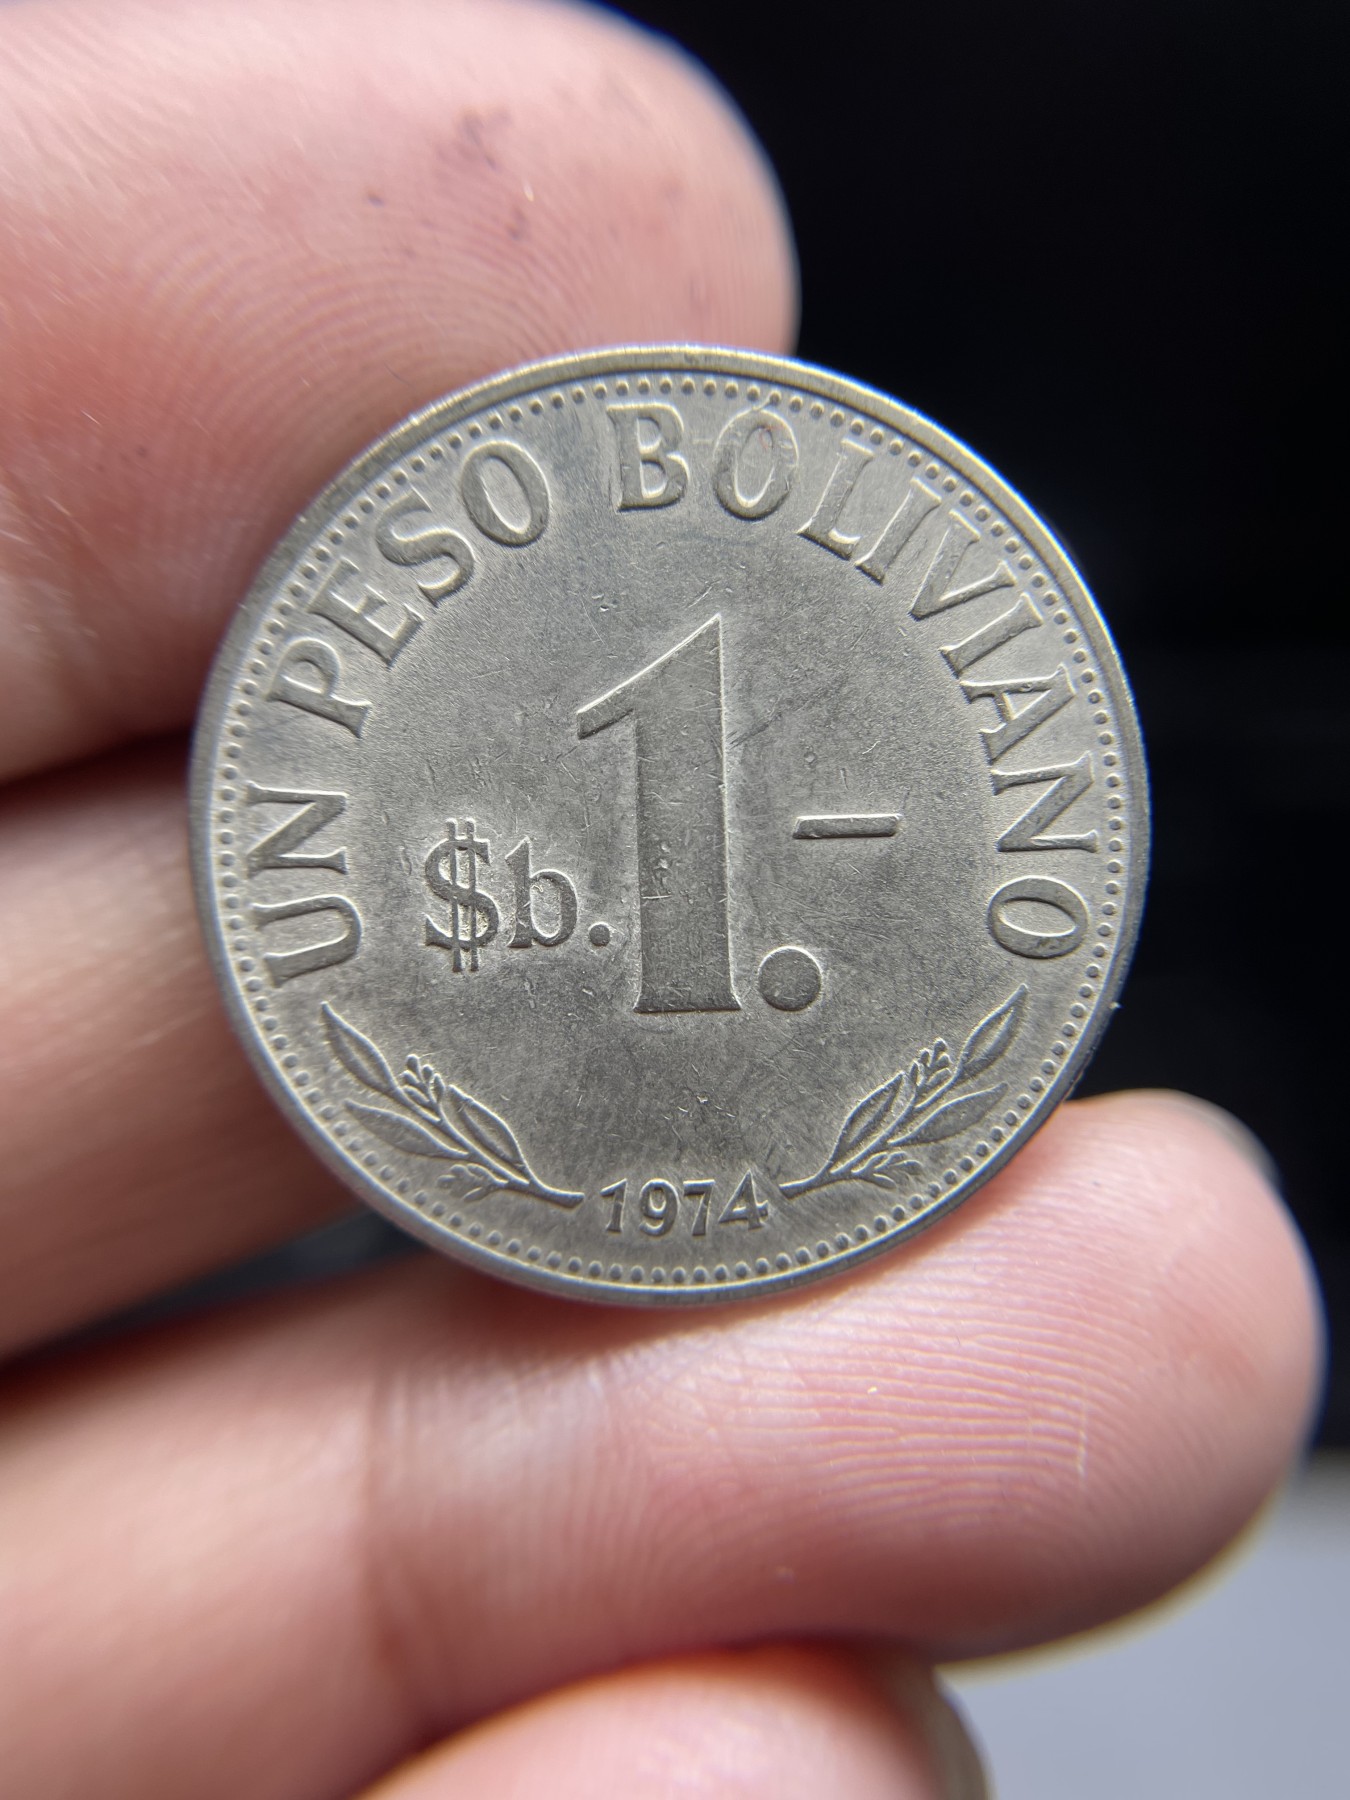 UN PESO BOLIVIANO
$b. 1.-
1974